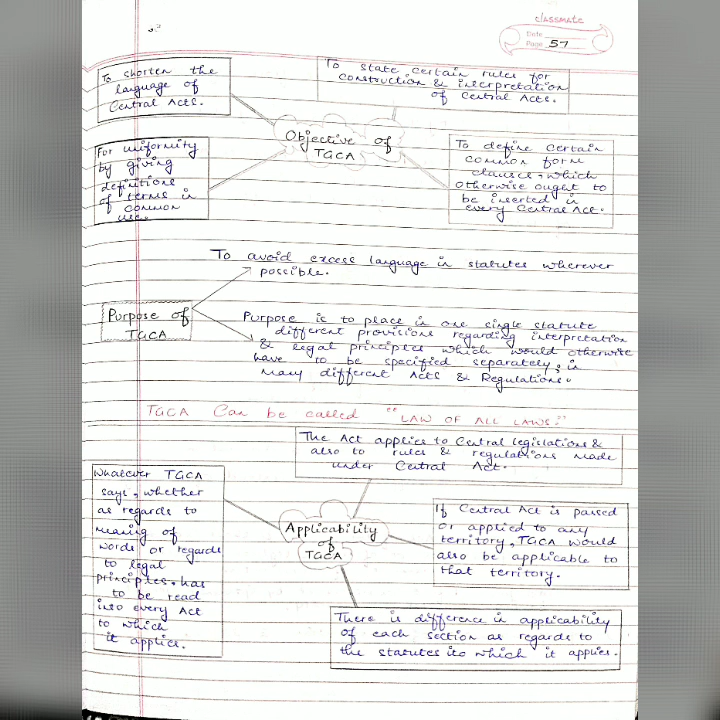 classmate
Date
Page 57
To shorten the
language of
Central Acts.
To state certain rules for
construction & interpretation
of Central Acts.
Objective of
TGCA
For uniformity
by giving
definitions
of terms in
common
use.
To define certain
common form
clauses, which
otherwise ought to
be inserted in
every Central Act.
To avoid excess language in statutes wherever
possible.
Purpose of
TGCA
Purpose is to place in one single statute
different provisions regarding interpretation
& legal principles which would otherwise
have to be specified separately, in
many different Acts & Regulations.
TGCA Can be called "LAW OF ALL LAWS."
The Act applies to Central legislations &
also to rules & regulations made
under Central Act.
Whatever TGCA
says, whether
as regards to
meaning of
words or regards
to legal
principles, has
to be read
into every Act
to which
it applies.
Applicability
of
TGCA
If Central Act is passed
or applied to any
territory, TGCA would
also be applicable to
that territory.
There is difference in applicability
of each section as regards to
the statutes to which it applies.